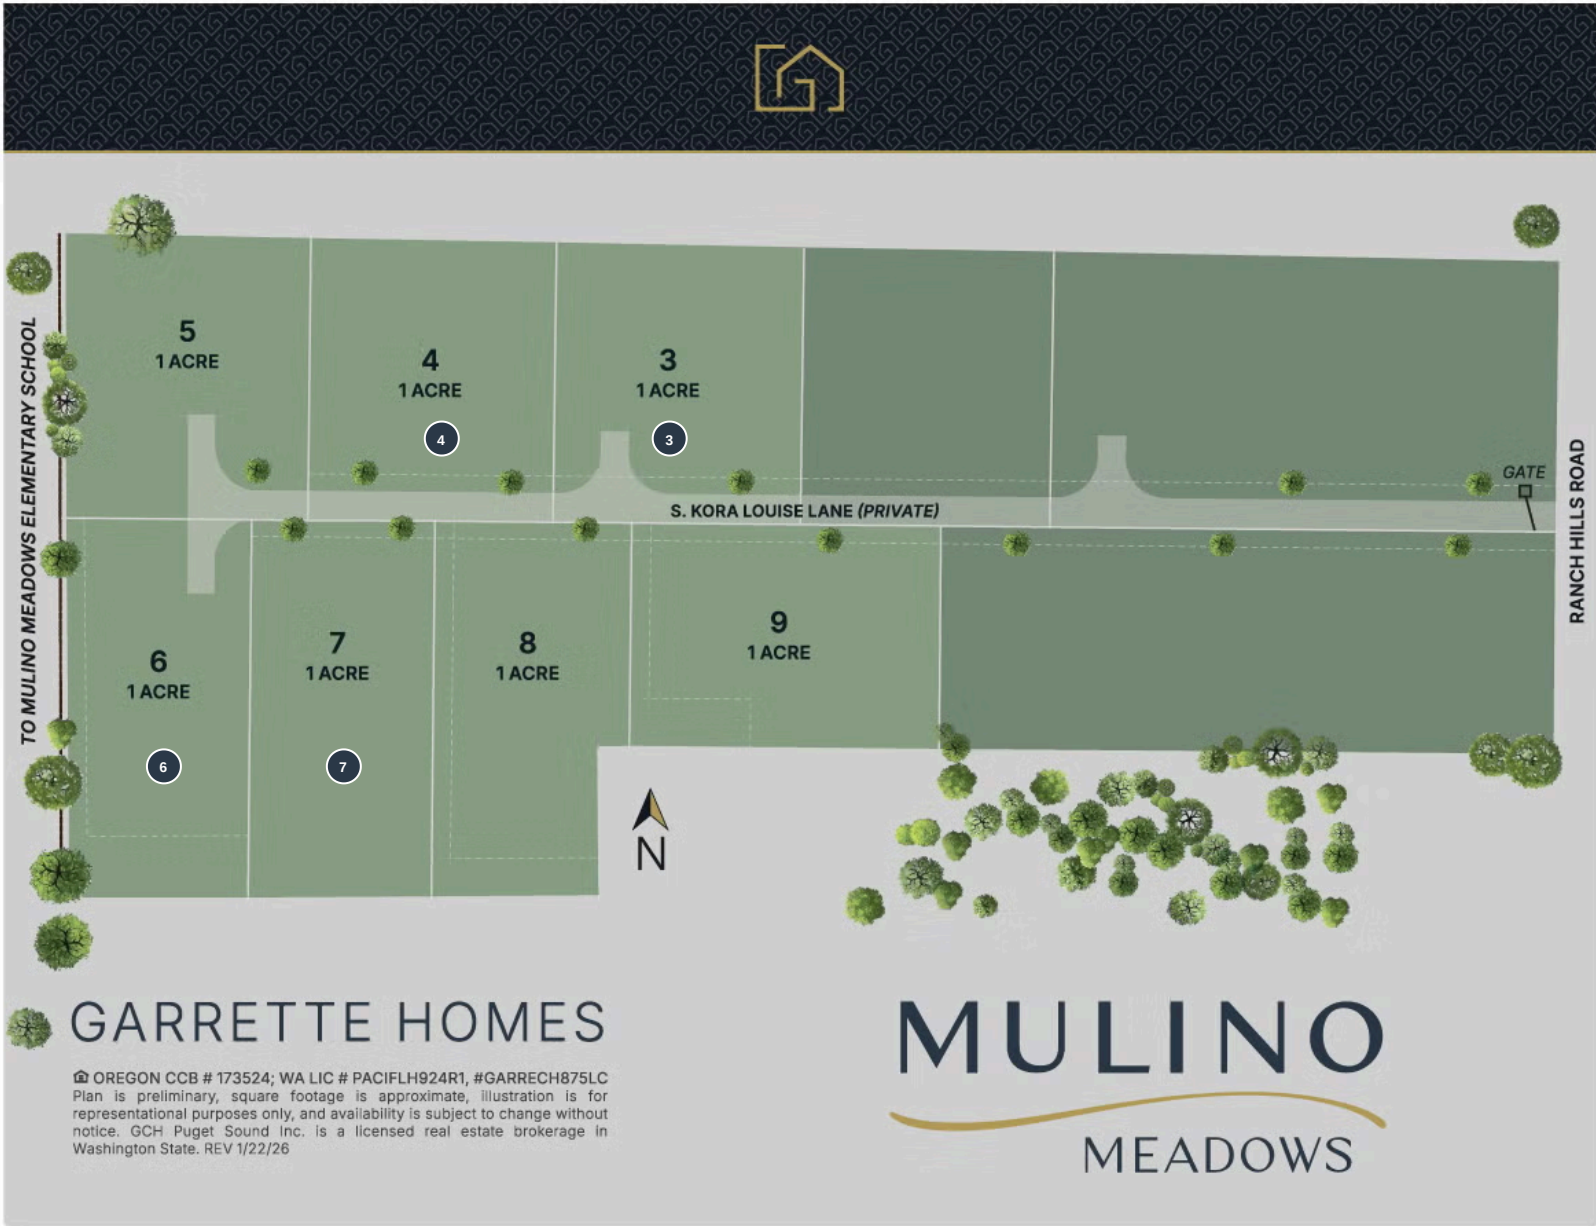 5
1 ACRE
4
1 ACRE
3
1 ACRE
4
3
GATE
S. KORA LOUISE LANE (PRIVATE)
TO MULINO MEADOWS ELEMENTARY SCHOOL
RANCH HILLS ROAD
6
1 ACRE
7
1 ACRE
8
1 ACRE
9
1 ACRE
6
7
N
GARRETTE HOMES
OREGON CCB # 173524; WA LIC # PACIFLH924R1, #GARRECH875LC
Plan is preliminary, square footage is approximate, illustration is for
representational purposes only, and availability is subject to change without
notice. GCH Puget Sound Inc. is a licensed real estate brokerage in
Washington State. REV 1/22/26
MULINO
MEADOWS